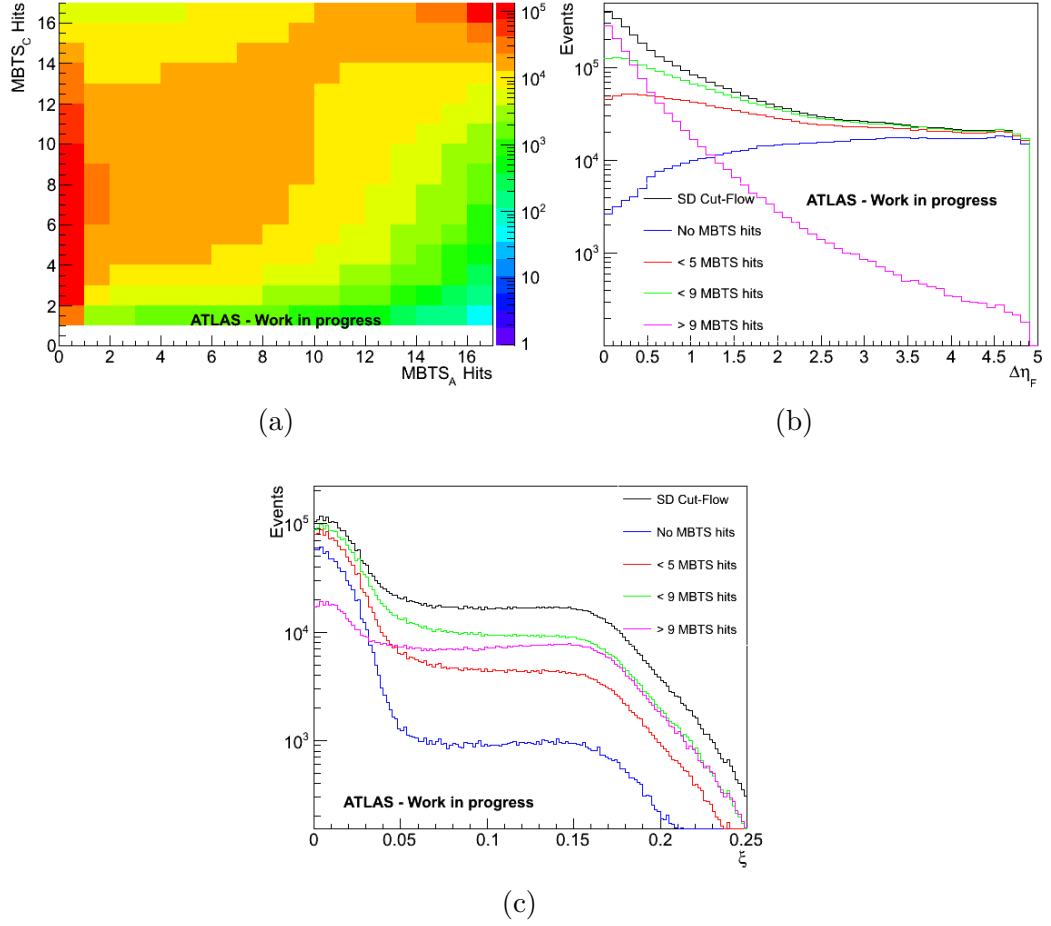 MBTS_C Hits
16
14
12
10
8
6
4
2
0
0 2 4 6 8 10 12 14 16
MBTS_A Hits
ATLAS - Work in progress
10^5
10^4
10^3
10^2
10
1
(a)
Events
10^5
10^4
10^3
0 0.5 1 1.5 2 2.5 3 3.5 4 4.5 5
Δη_F
SD Cut-Flow
No MBTS hits
< 5 MBTS hits
< 9 MBTS hits
> 9 MBTS hits
ATLAS - Work in progress
(b)
Events
10^5
10^4
10^3
0 0.05 0.1 0.15 0.2 0.25
ξ
SD Cut-Flow
No MBTS hits
< 5 MBTS hits
< 9 MBTS hits
> 9 MBTS hits
ATLAS - Work in progress
(c)